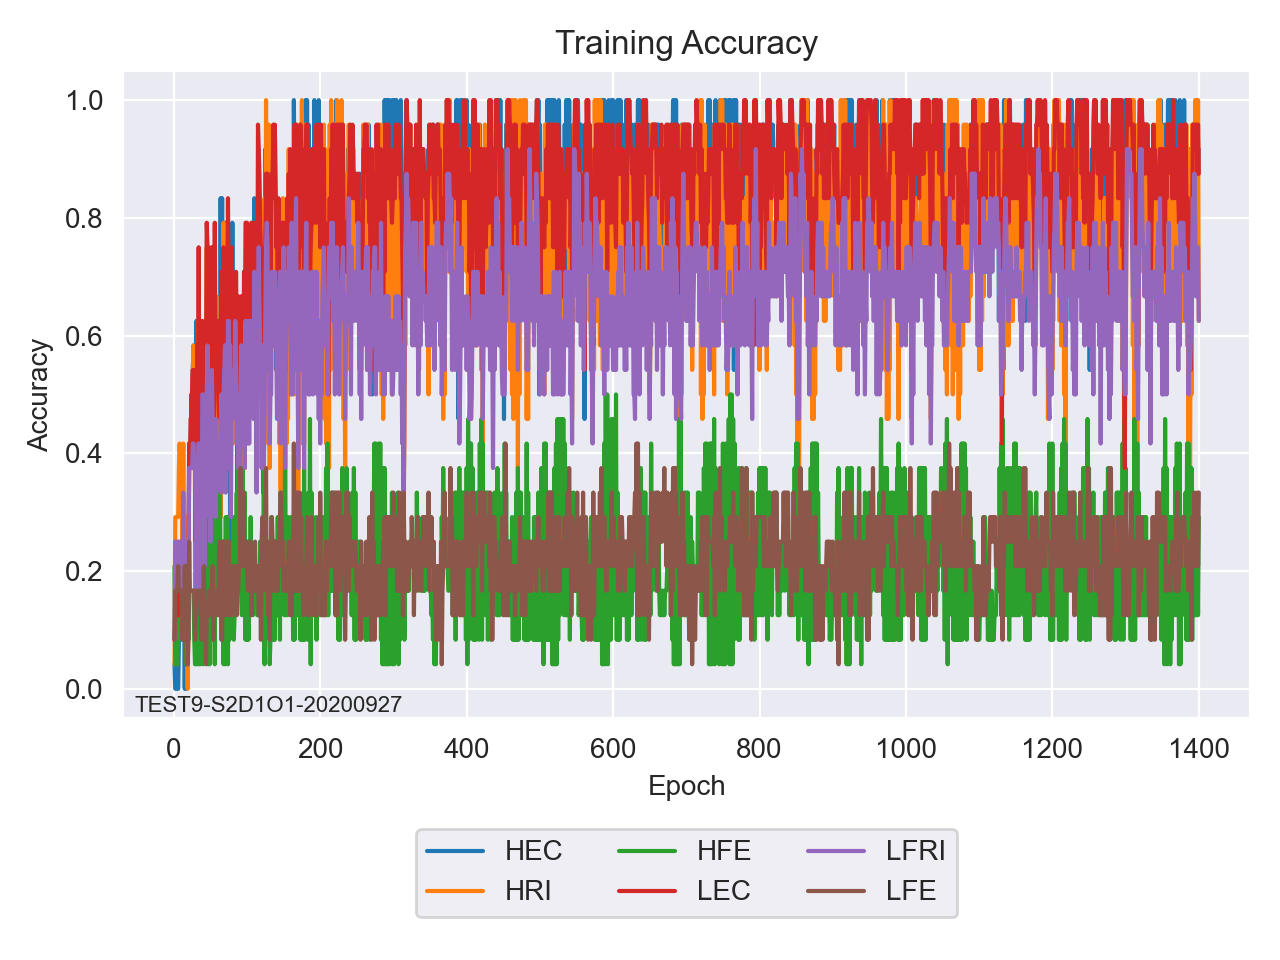 Training Accuracy
1.0
0.8
0.6
0.4
0.2
0.0
Accuracy
TEST9-S2D1O1-20200927
0 200 400 600 800 1000 1200 1400
Epoch
HEC HFE LFRI
HRI LEC LFE